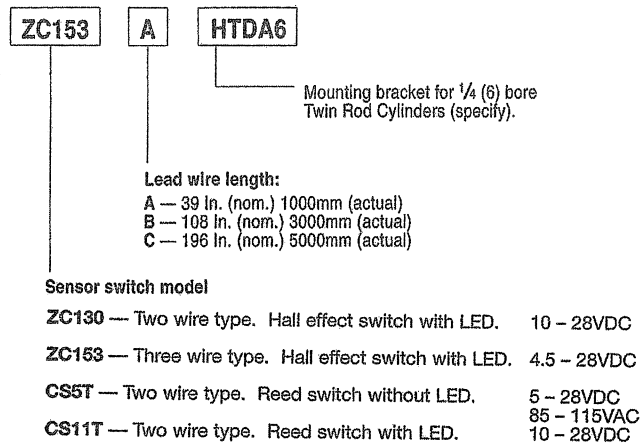 ZC153 A HTDA6
Mounting bracket for 1/4 (6) bore
Twin Rod Cylinders (specify).
Lead wire length:
A — 39 In. (nom.) 1000mm (actual)
B — 108 In. (nom.) 3000mm (actual)
C — 196 In. (nom.) 5000mm (actual)
Sensor switch model
ZC130 — Two wire type. Hall effect switch with LED. 10 – 28VDC
ZC153 — Three wire type. Hall effect switch with LED. 4.5 – 28VDC
CS5T — Two wire type. Reed switch without LED. 5 – 28VDC
85 – 115VAC
CS11T — Two wire type. Reed switch with LED. 10 – 28VDC